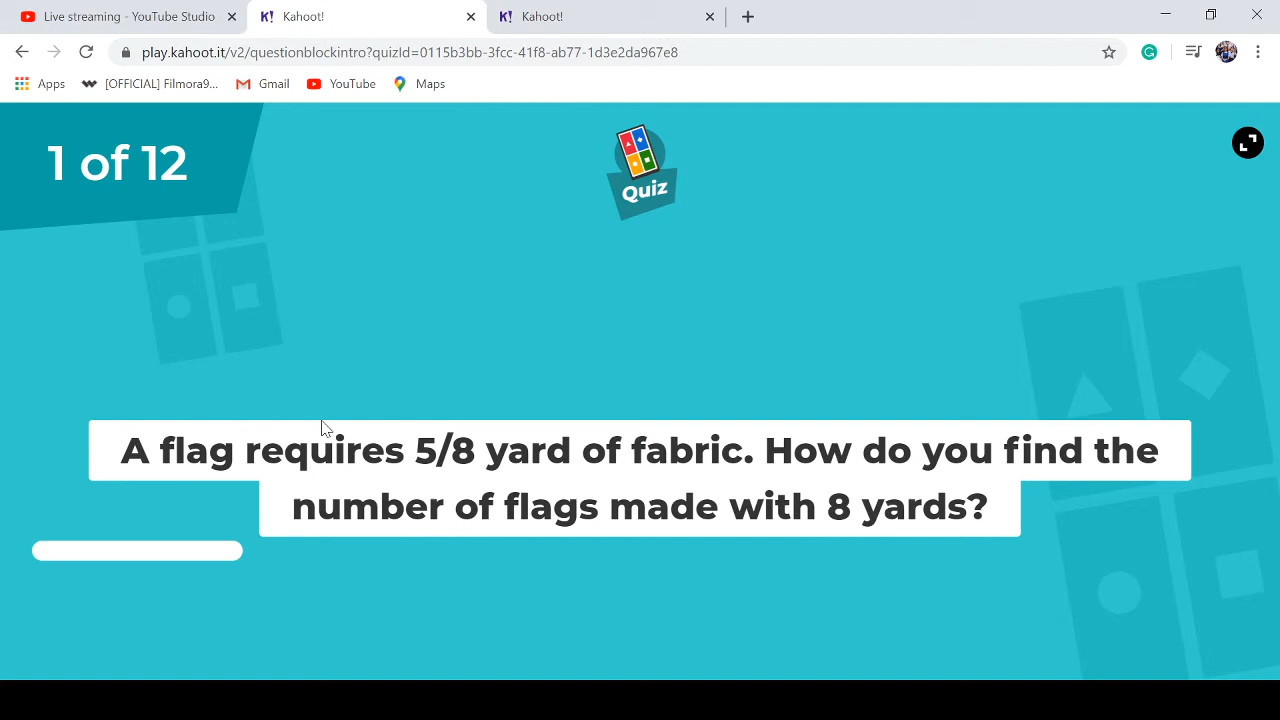 Live streaming - YouTube Studio
Kahoot!
Kahoot!
play.kahoot.it/v2/questionblockintro?quizId=0115b3bb-3fcc-41f8-ab77-1d3e2da967e8
Apps
[OFFICIAL] Filmora9...
Gmail
YouTube
Maps
1 of 12
Quiz
A flag requires 5/8 yard of fabric. How do you find the
number of flags made with 8 yards?